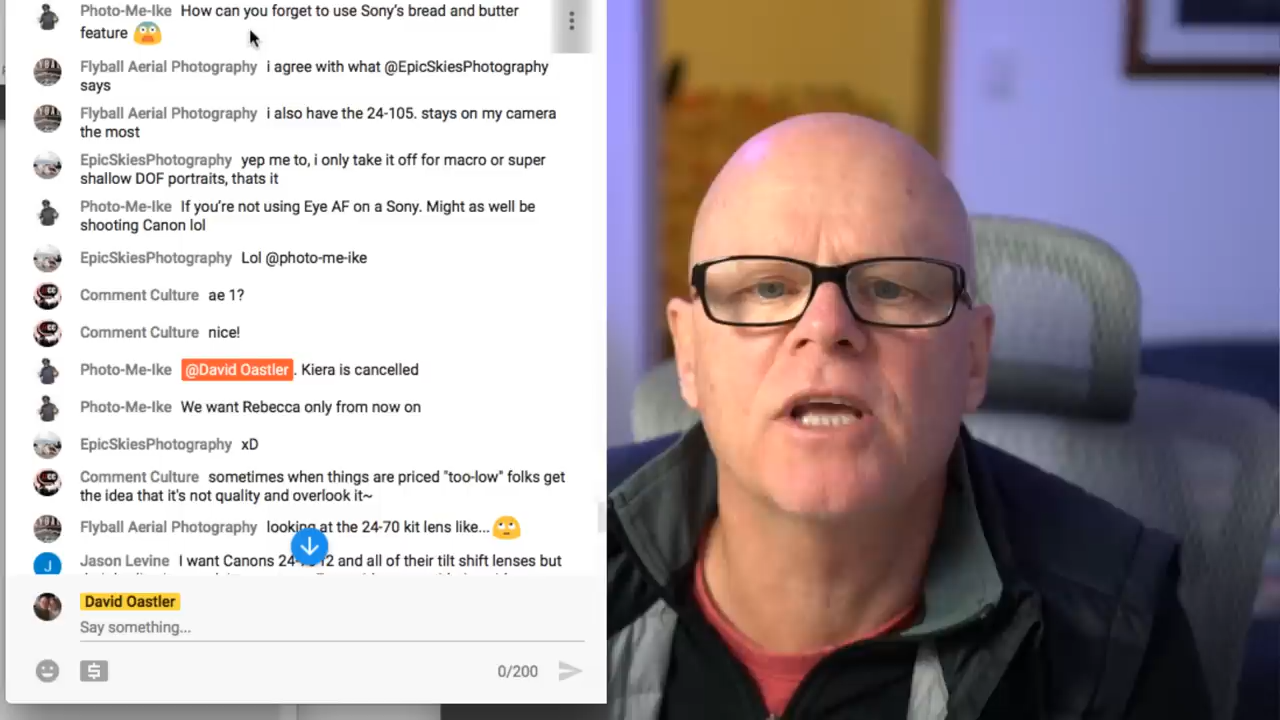 Photo-Me-Ike How can you forget to use Sony's bread and butter
feature
Flyball Aerial Photography i agree with what @EpicSkiesPhotography
says
Flyball Aerial Photography i also have the 24-105. stays on my camera
the most
EpicSkiesPhotography yep me to, i only take it off for macro or super
shallow DOF portraits, thats it
Photo-Me-Ike If you're not using Eye AF on a Sony. Might as well be
shooting Canon lol
EpicSkiesPhotography Lol @photo-me-ike
Comment Culture ae 1?
Comment Culture nice!
Photo-Me-Ike @David Oastler. Kiera is cancelled
Photo-Me-Ike We want Rebecca only from now on
EpicSkiesPhotography xD
Comment Culture sometimes when things are priced "too-low" folks get
the idea that it's not quality and overlook it~
Flyball Aerial Photography looking at the 24-70 kit lens like...
Jason Levine I want Canons and all of their tilt shift lenses but
David Oastler
Say something...
0/200